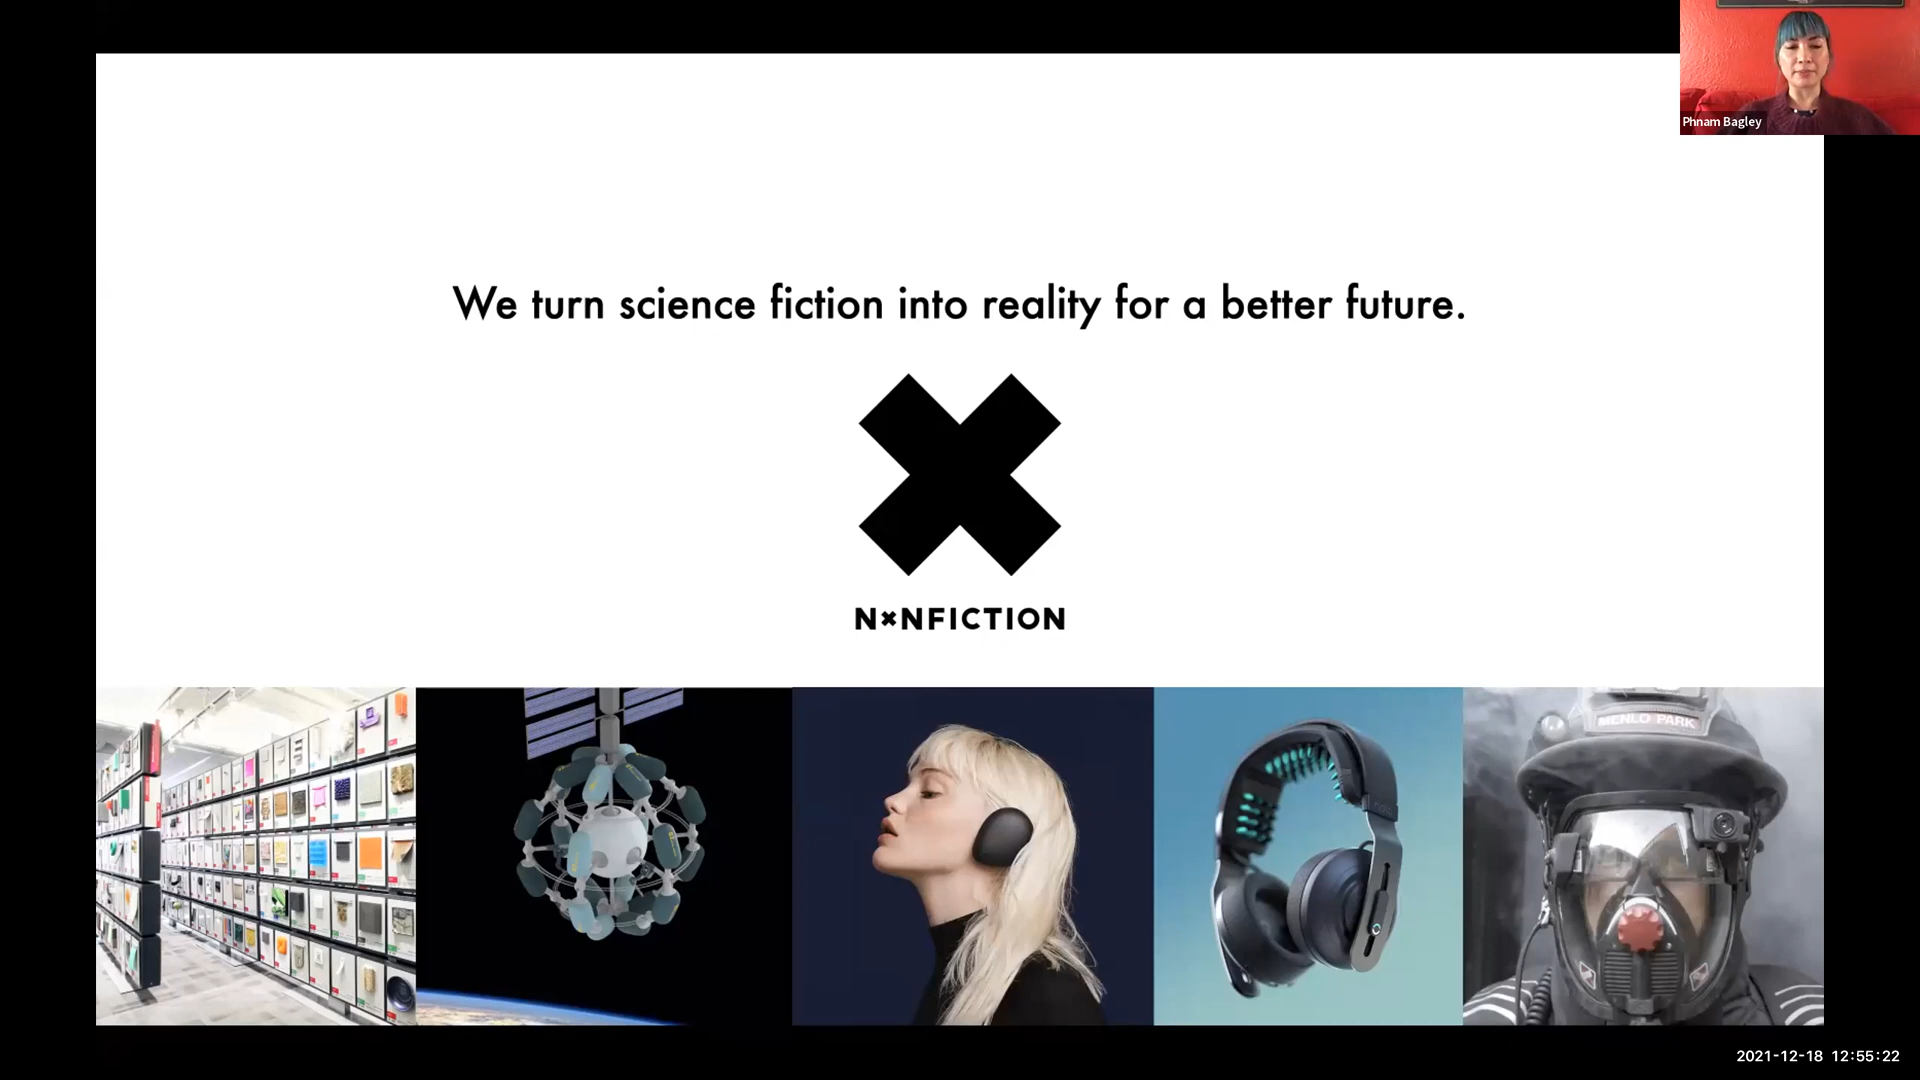 Phnam Bagley
We turn science fiction into reality for a better future.
N×NFICTION
MENLO PARK
2021-12-18 12:55:22